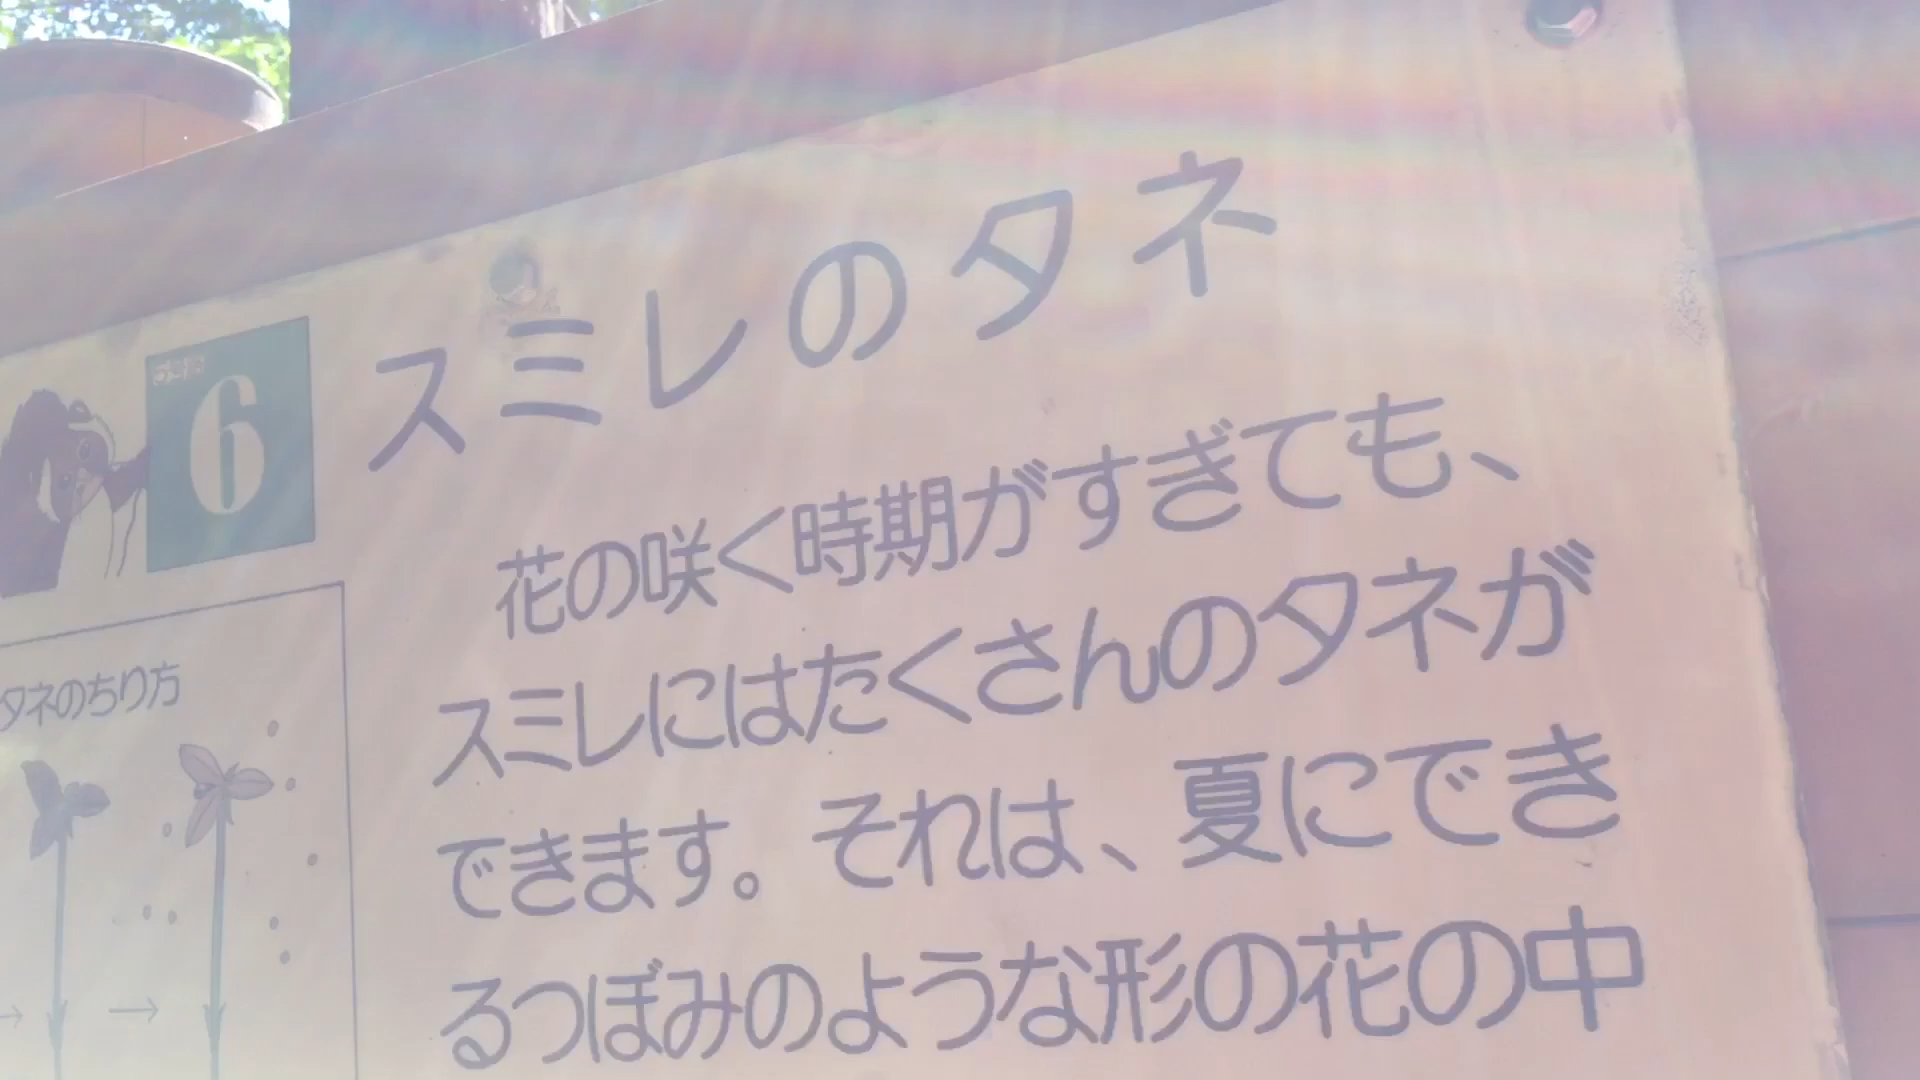 スミレのタネ
6
花の咲く時期がすぎても、
スミレにはたくさんのタネが
できます。それは、夏にでき
るつぼみのような形の花の中
タネのちり方